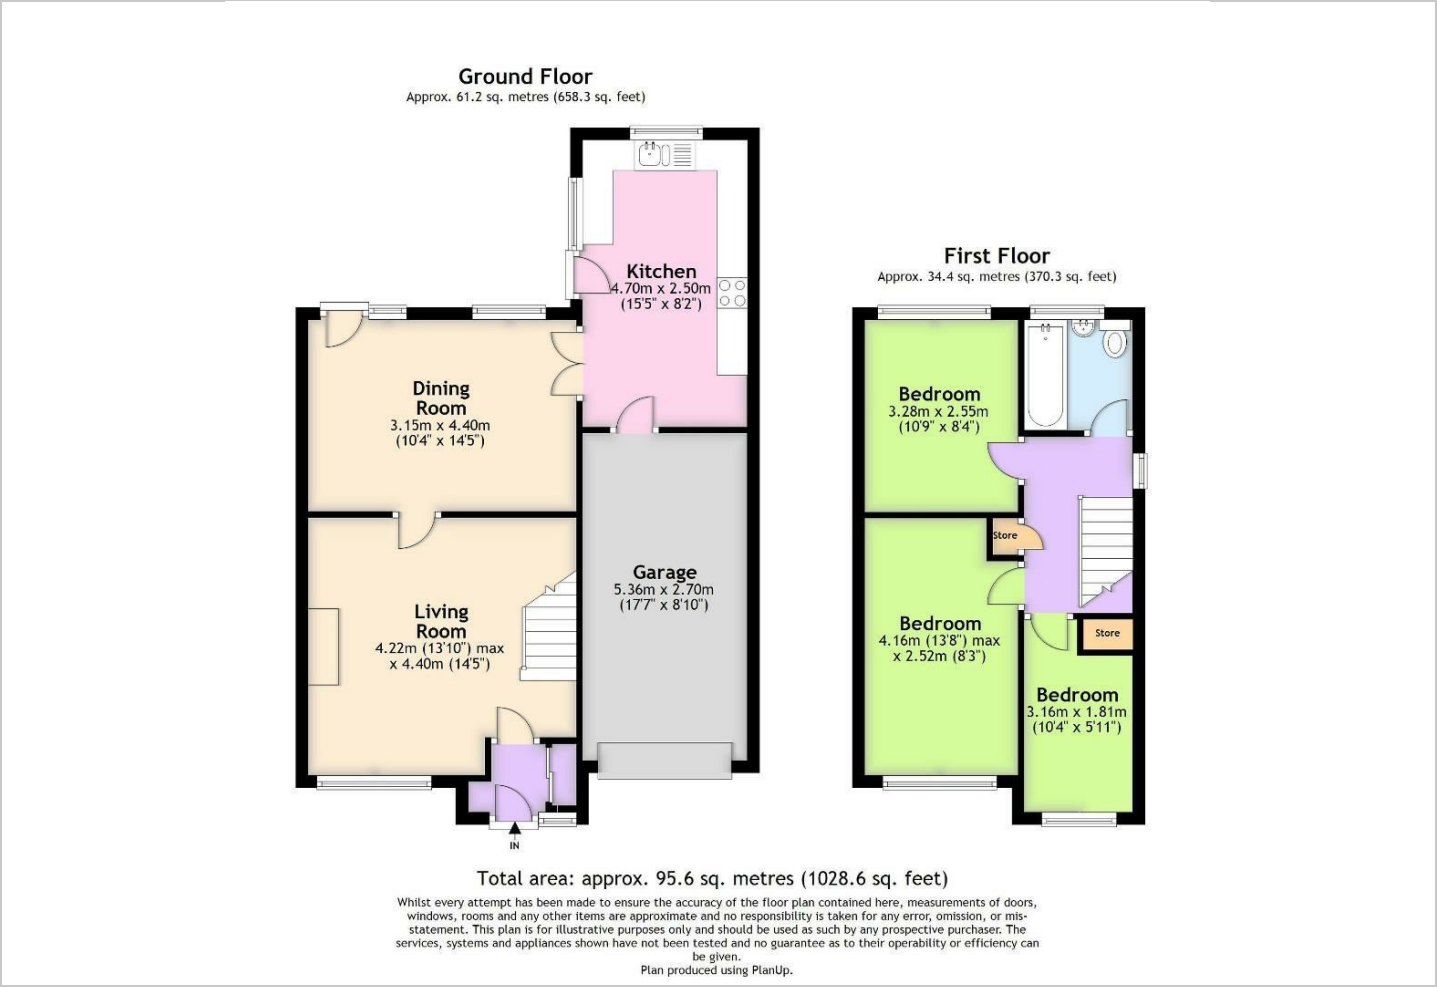 Ground Floor
Approx. 61.2 sq. metres (658.3 sq. feet)
Kitchen
4.70m x 2.50m
(15'5" x 8'2")
Dining
Room
3.15m x 4.40m
(10'4" x 14'5")
Garage
5.36m x 2.70m
(17'7" x 8'10")
Living
Room
4.22m (13'10") max
x 4.40m (14'5")
IN
First Floor
Approx. 34.4 sq. metres (370.3 sq. feet)
Bedroom
3.28m x 2.55m
(10'9" x 8'4")
Store
Bedroom
4.16m (13'8") max
x 2.52m (8'3")
Store
Bedroom
3.16m x 1.81m
(10'4" x 5'11")
Total area: approx. 95.6 sq. metres (1028.6 sq. feet)
Whilst every attempt has been made to ensure the accuracy of the floor plan contained here, measurements of doors,
windows, rooms and any other items are approximate and no responsibility is taken for any error, omission, or mis-
statement. This plan is for illustrative purposes only and should be used as such by any prospective purchaser. The
services, systems and appliances shown have not been tested and no guarantee as to their operability or efficiency can
be given.
Plan produced using PlanUp.